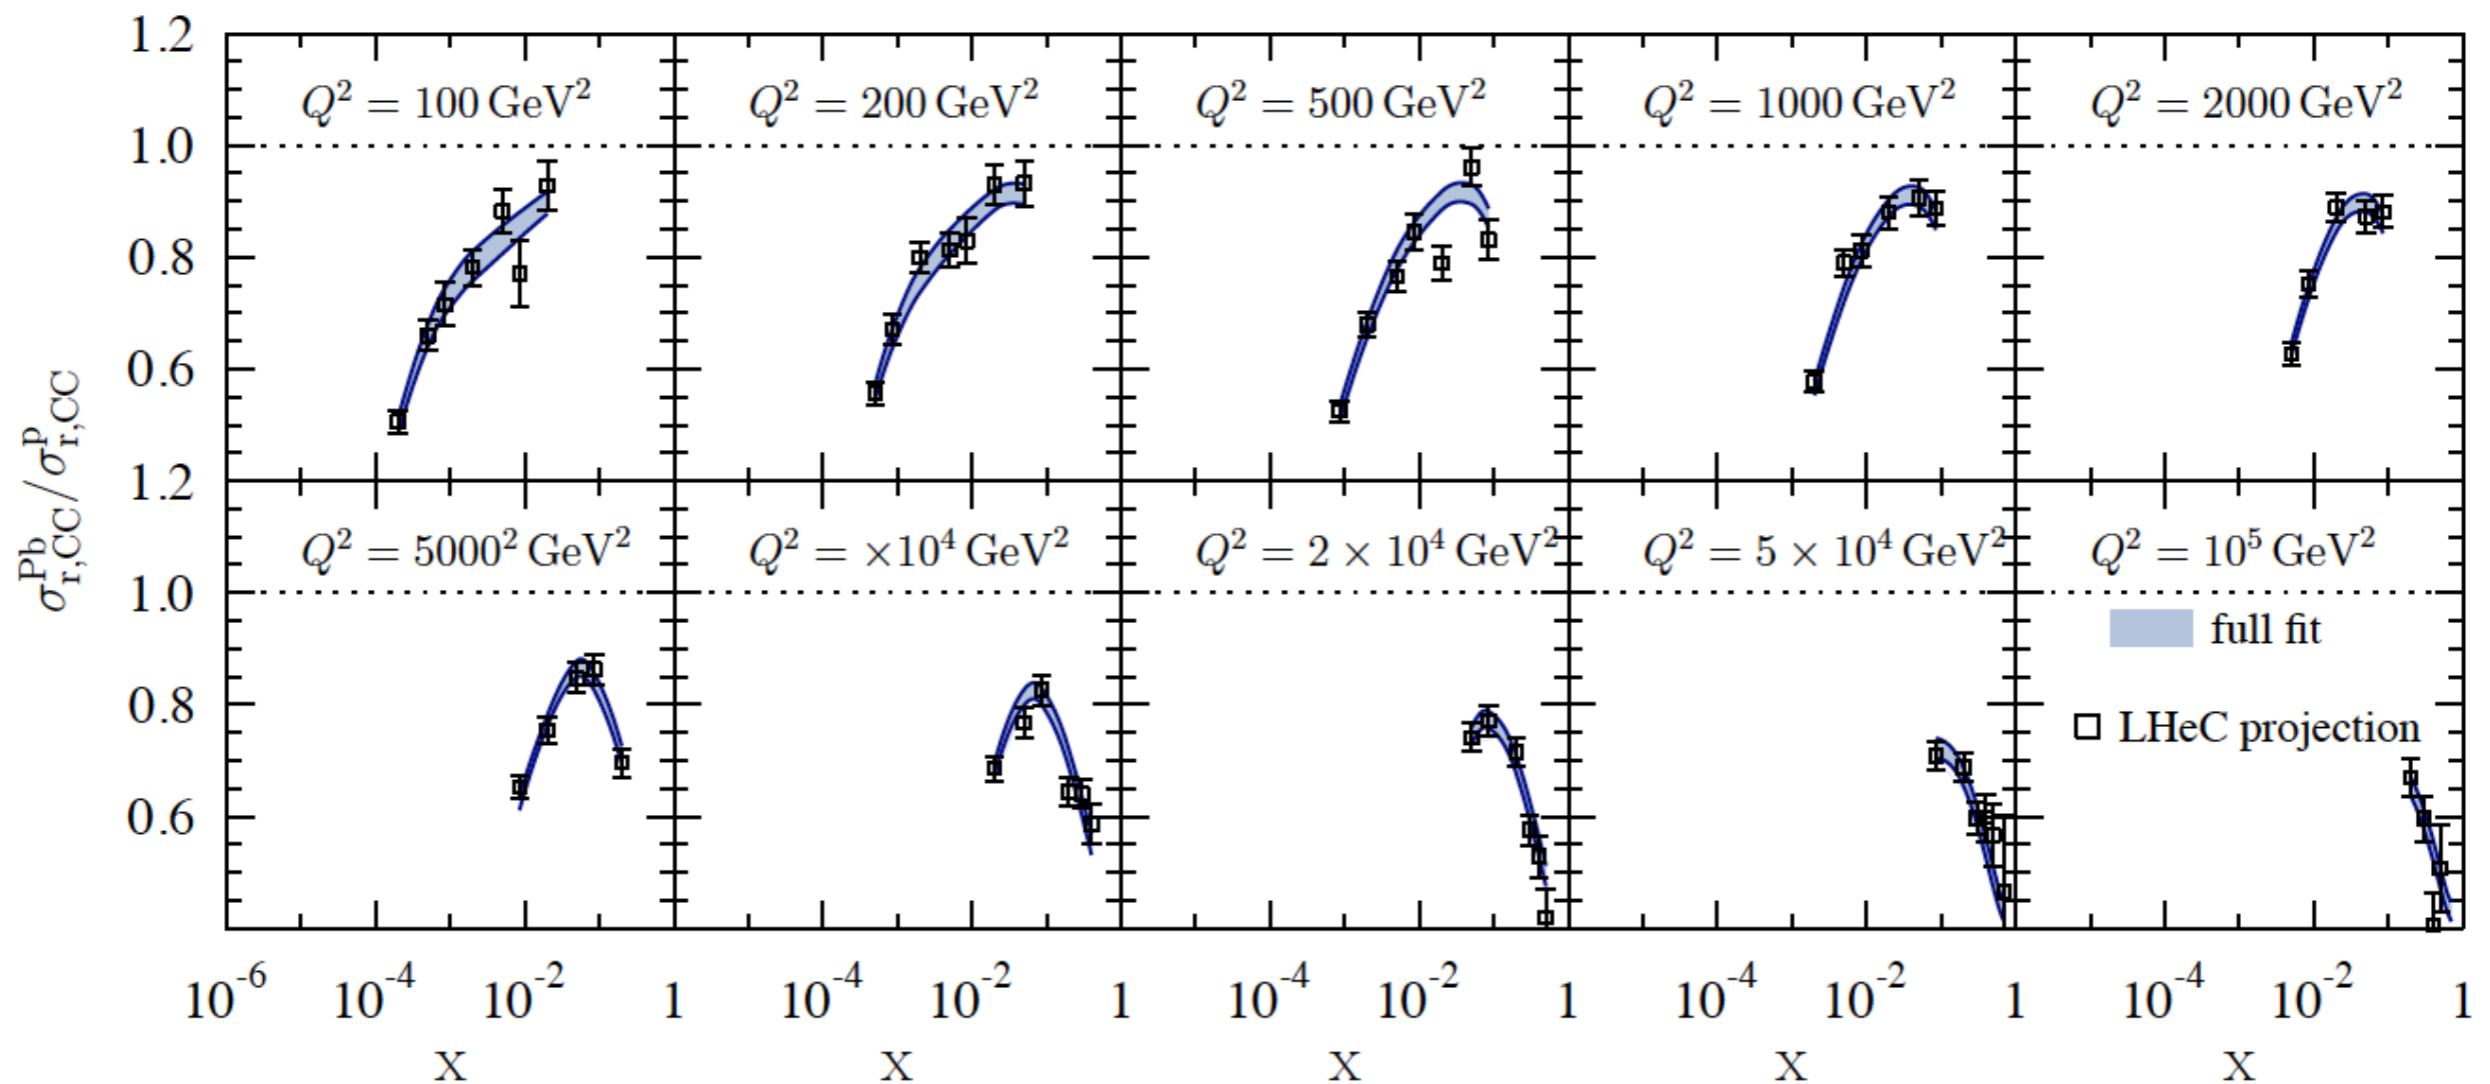 1.2
Q² = 100 GeV² Q² = 200 GeV² Q² = 500 GeV² Q² = 1000 GeV² Q² = 2000 GeV²
1.0
0.8
0.6
σ^Pb_r,CC / σ^p_r,CC
1.2
Q² = 5000² GeV² Q² = ×10⁴ GeV² Q² = 2 × 10⁴ GeV² Q² = 5 × 10⁴ GeV² Q² = 10⁵ GeV²
1.0
full fit
0.8
LHeC projection
0.6
10⁻⁶ 10⁻⁴ 10⁻² 1 10⁻⁴ 10⁻² 1 10⁻⁴ 10⁻² 1 10⁻⁴ 10⁻² 1 10⁻⁴ 10⁻² 1
x x x x x